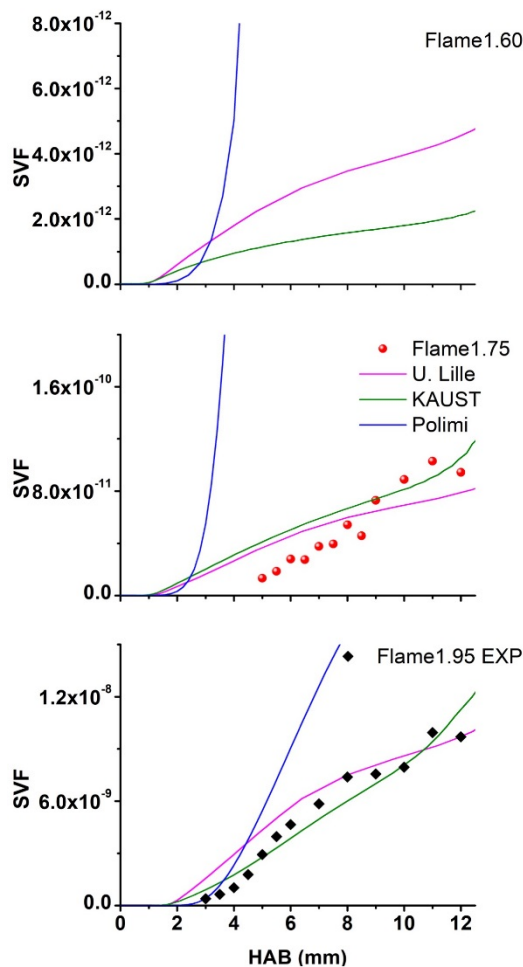 8.0x10⁻¹²
Flame1.60
6.0x10⁻¹²
SVF
4.0x10⁻¹²
2.0x10⁻¹²
0.0
Flame1.75
1.6x10⁻¹⁰
U. Lille
KAUST
Polimi
SVF
8.0x10⁻¹¹
0.0
Flame1.95 EXP
1.2x10⁻⁸
SVF
6.0x10⁻⁹
0.0
0 2 4 6 8 10 12
HAB (mm)